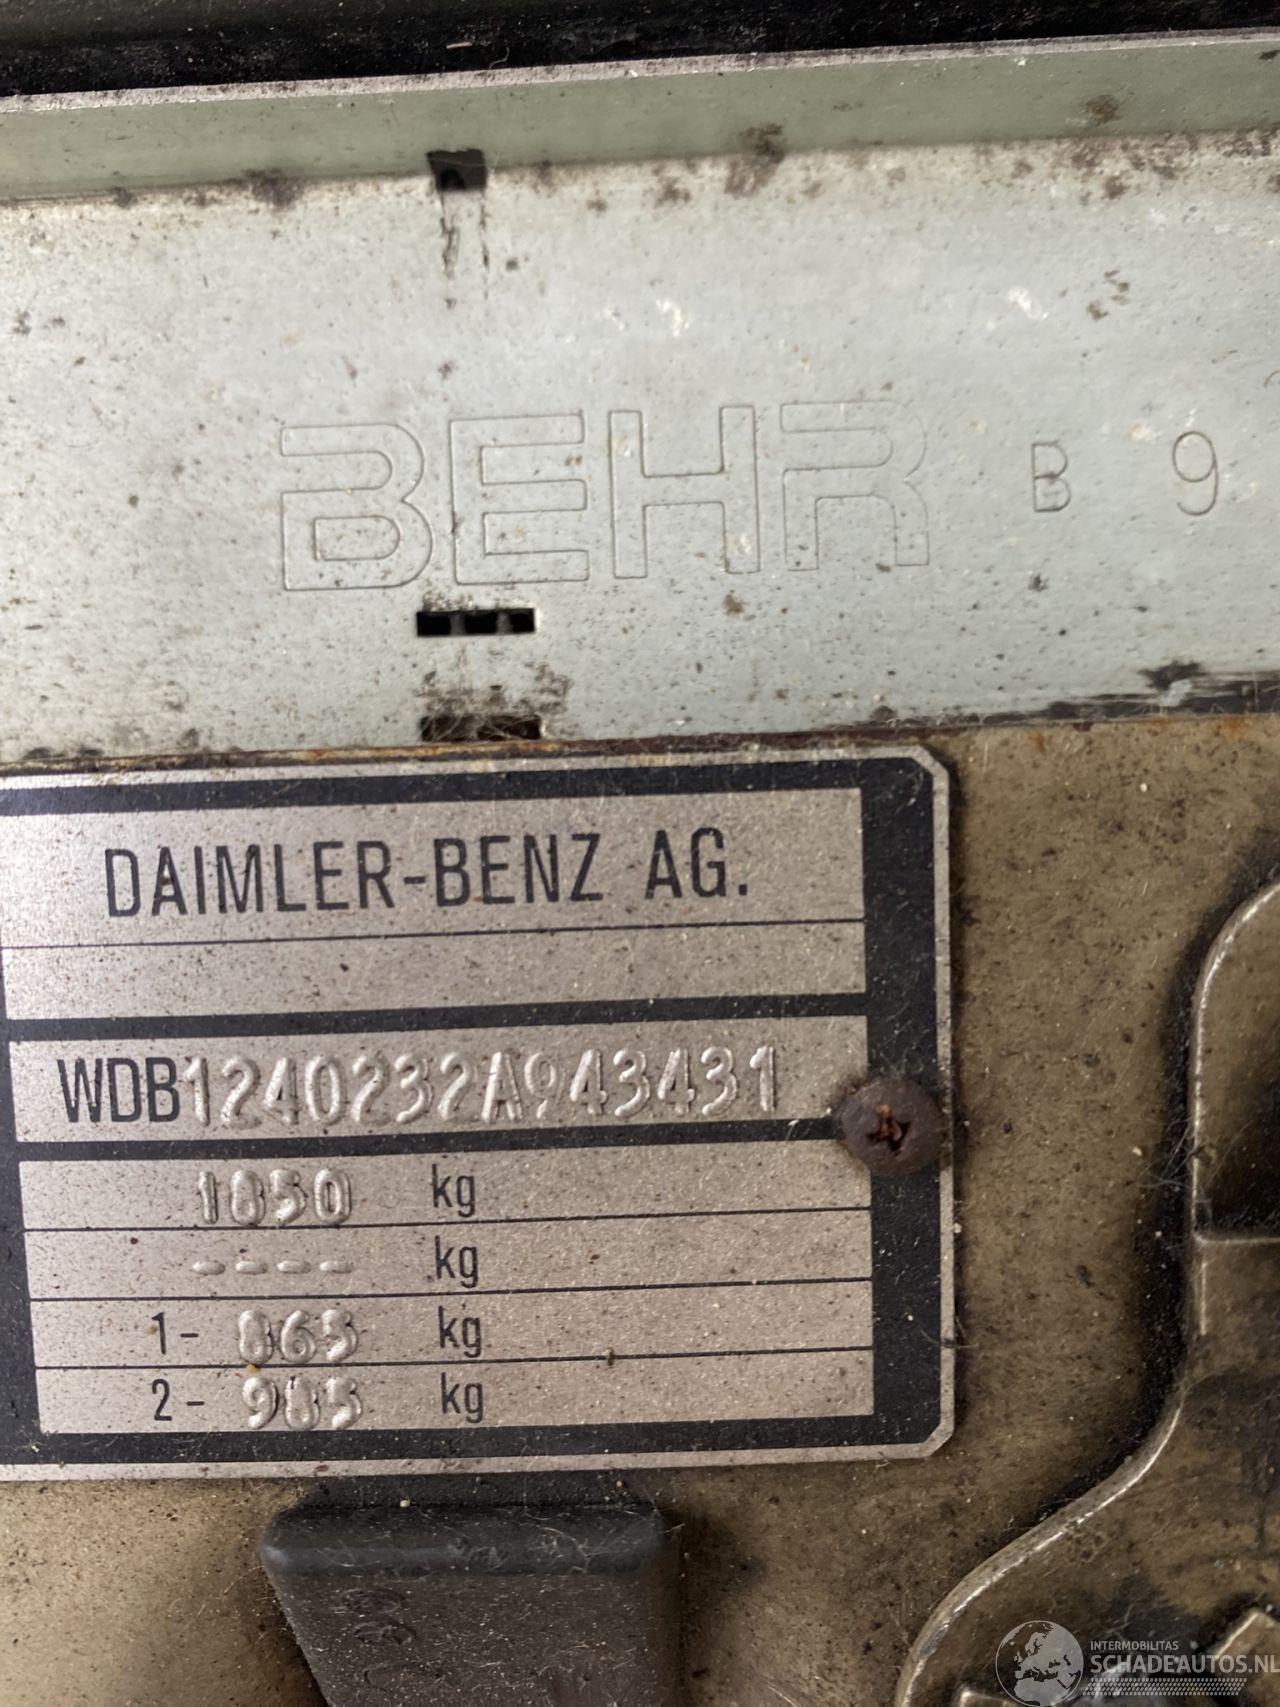 BEHR B 9
DAIMLER-BENZ AG.
WDB1240232A943431
1850 kg
---- kg
1- 865 kg
2- 985 kg
INTERMOBILITAS
SCHADEAUTOS.NL